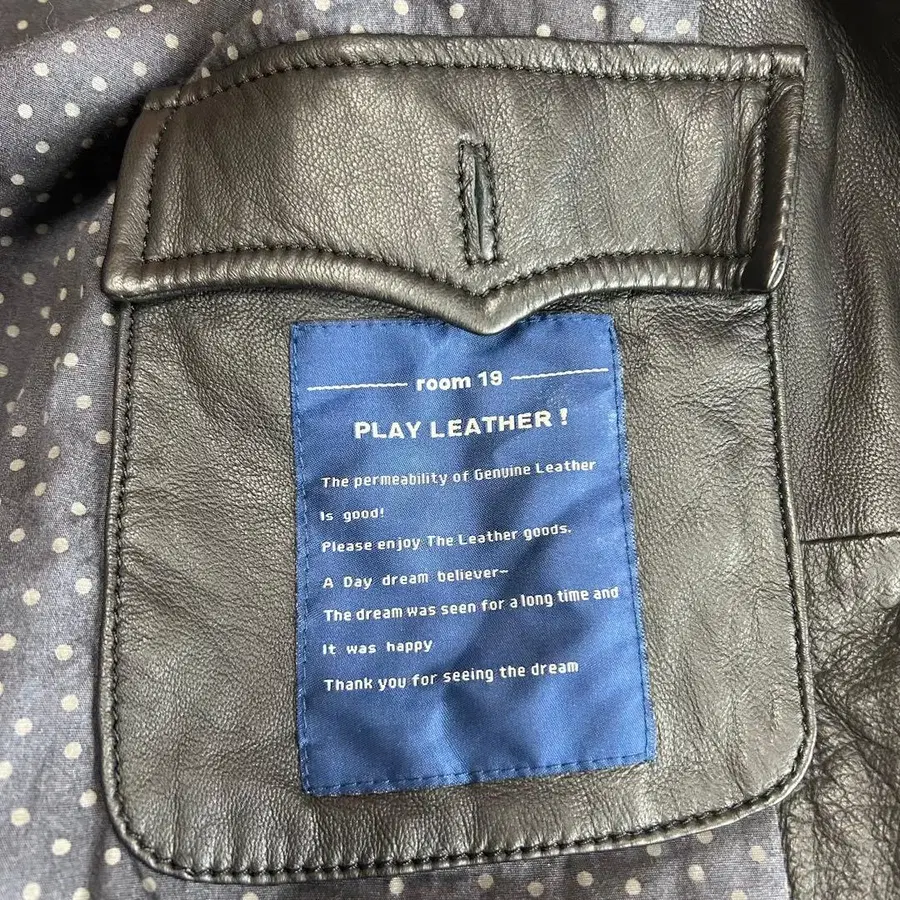 room 19
PLAY LEATHER !
The permeability of Genuine Leather
Is good!
Please enjoy The Leather goods.
A Day dream believer~
The dream was seen for a long time and
It was happy
Thank you for seeing the dream